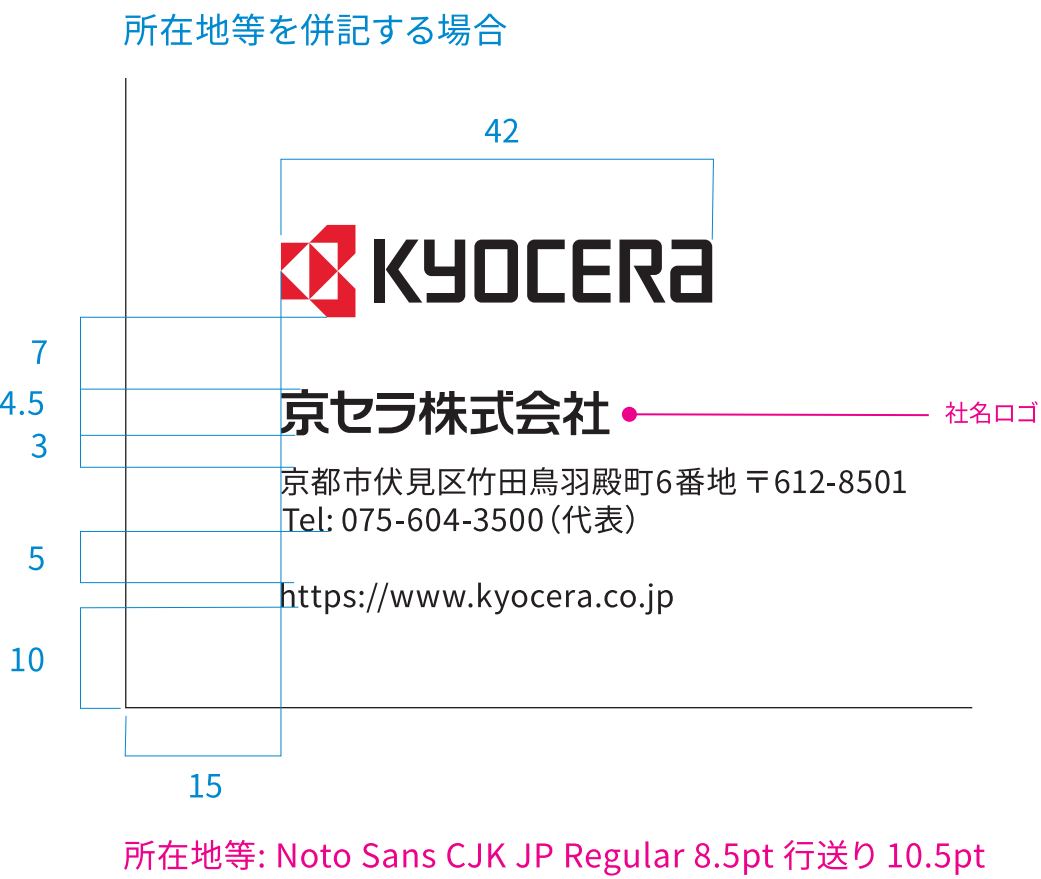 所在地等を併記する場合
42
KYOCERA
7
4.5
京セラ株式会社
社名ロゴ
3
京都市伏見区竹田鳥羽殿町6番地 〒612-8501
Tel: 075-604-3500（代表）
5
https://www.kyocera.co.jp
10
15
所在地等: Noto Sans CJK JP Regular 8.5pt 行送り 10.5pt